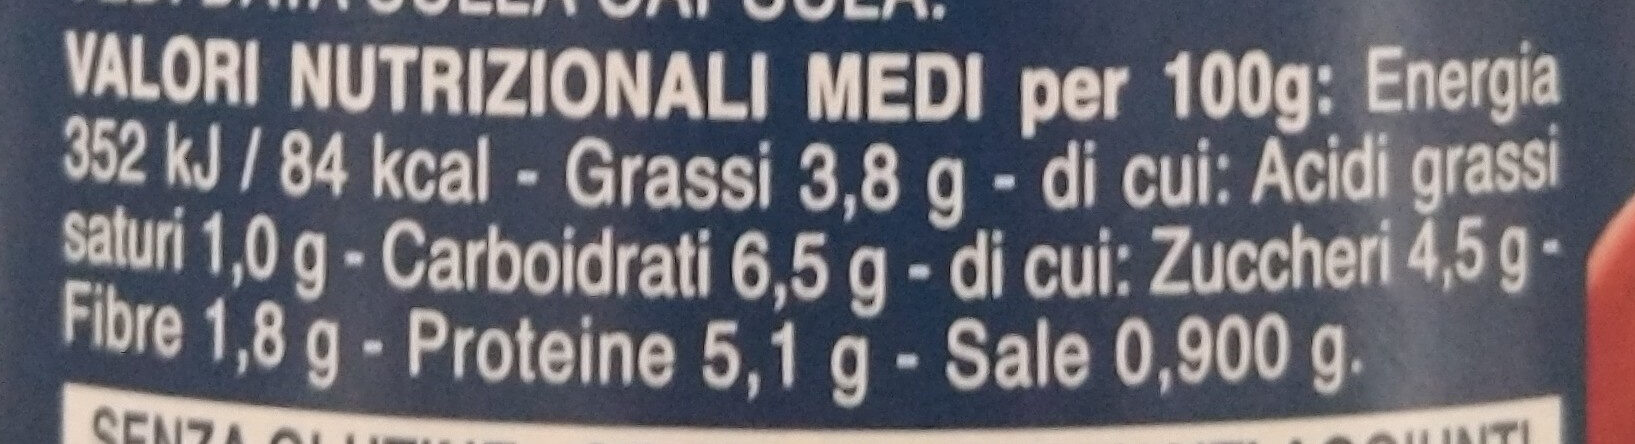 VALORI NUTRIZIONALI MEDI per 100g: Energia
352 kJ / 84 kcal - Grassi 3,8 g - di cui: Acidi grassi
saturi 1,0 g - Carboidrati 6,5 g - di cui: Zuccheri 4,5 g -
Fibre 1,8 g - Proteine 5,1 g - Sale 0,900 g.
SENZA